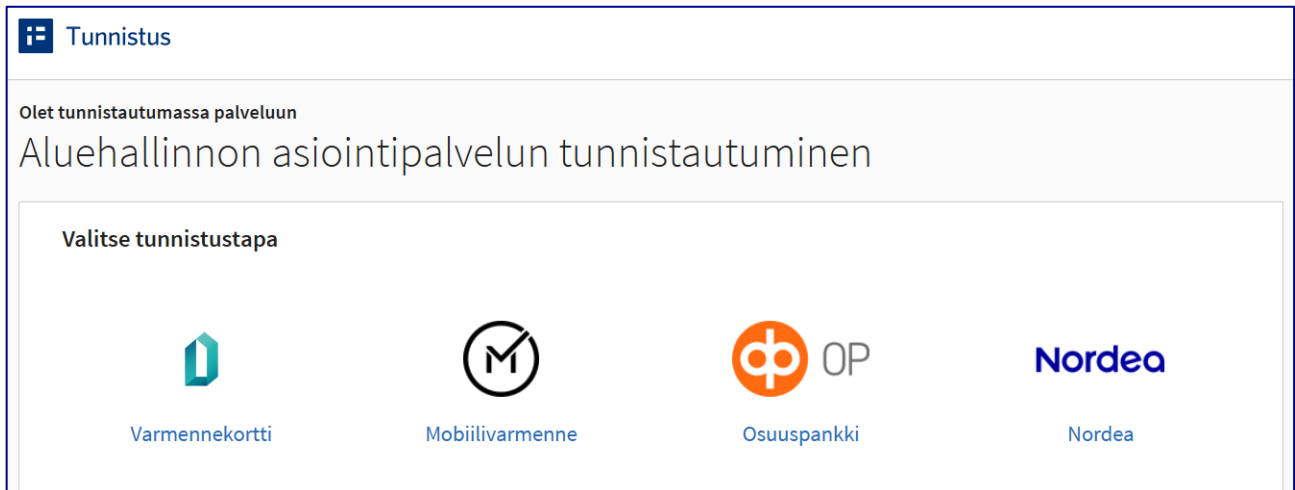 Tunnistus
Olet tunnistautumassa palveluun
Aluehallinnon asiointipalvelun tunnistautuminen
Valitse tunnistustapa
OP Nordea
Varmennekortti Mobiilivarmenne Osuuspankki Nordea